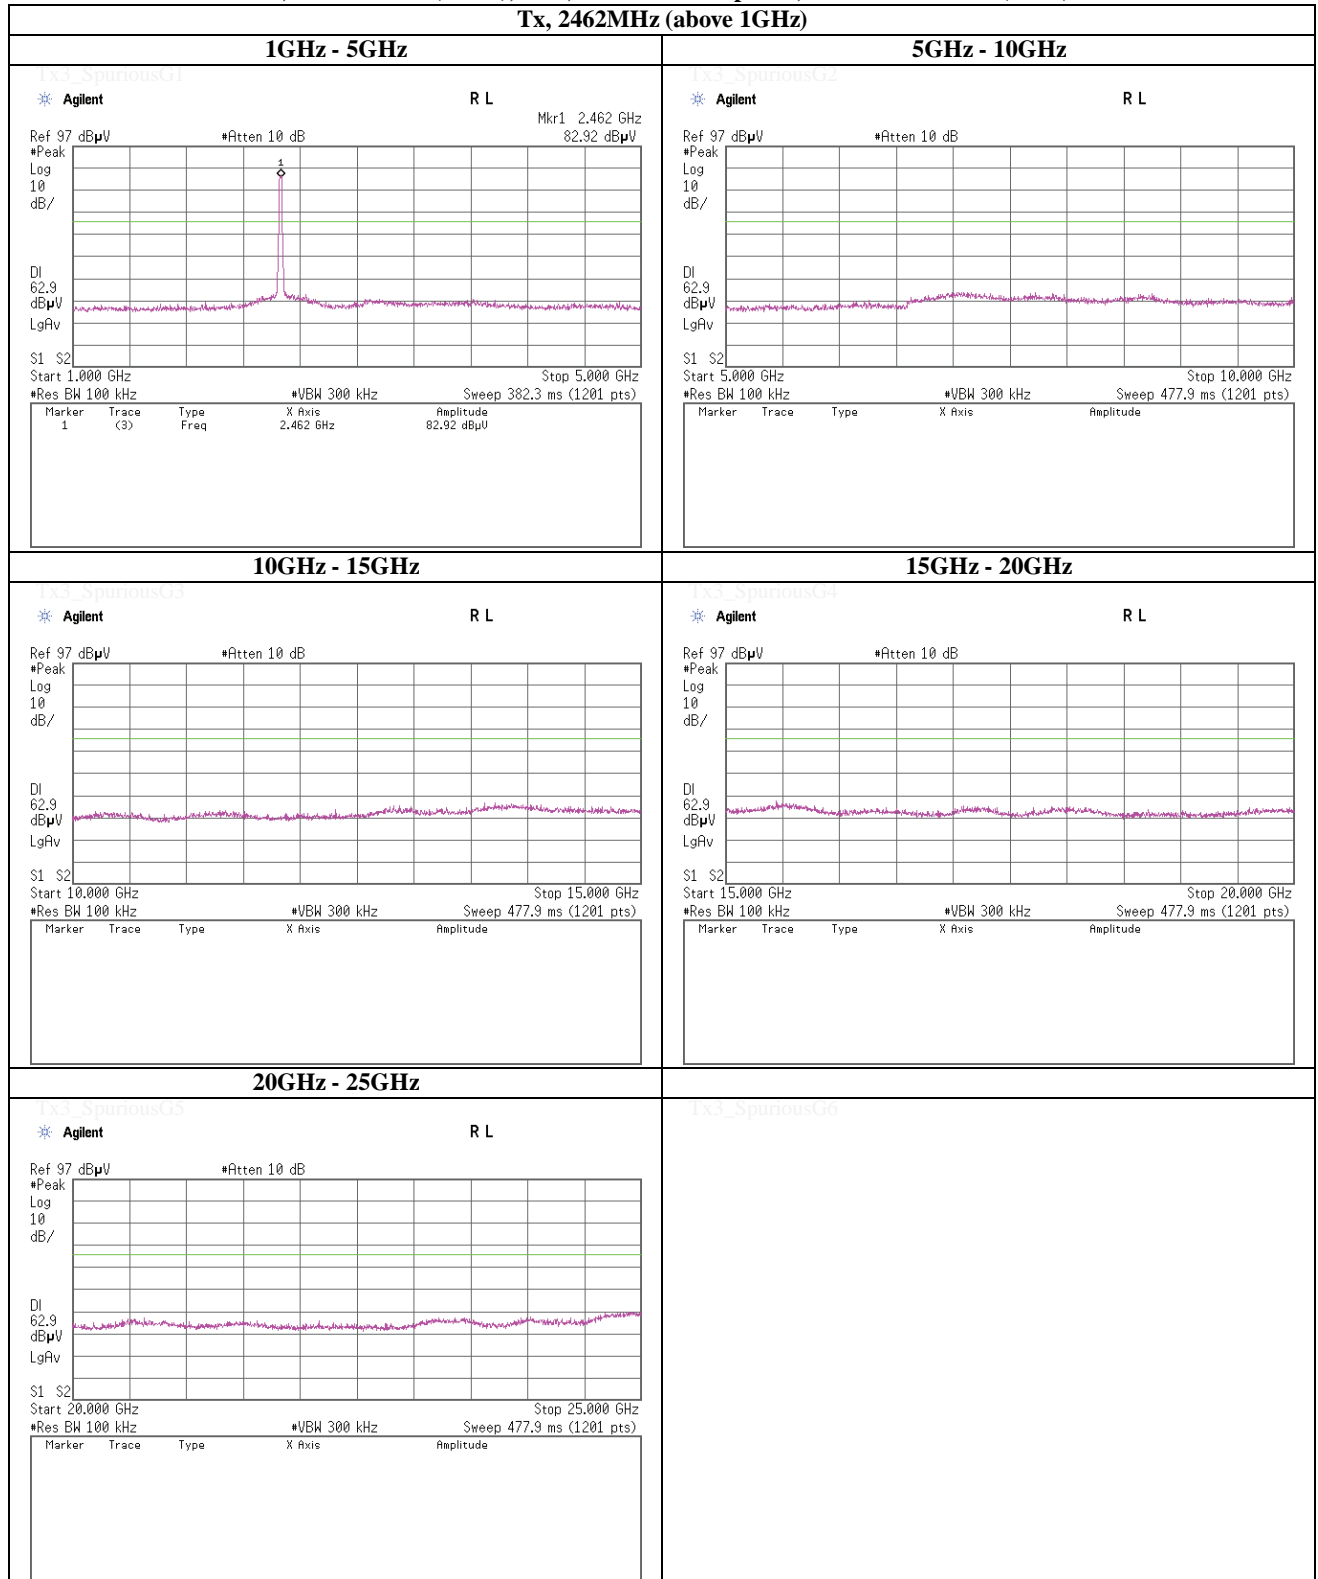 Tx, 2462MHz (above 1GHz)
1GHz - 5GHz
5GHz - 10GHz
Tx3_SpuriousG1
Agilent
R L
Mkr1 2.462 GHz
Ref 97 dBµV
#Atten 10 dB
82.92 dBµV
#Peak
Log
10
dB/
1
DI
62.9
dBµV
LgAv
S1 S2
Start 1.000 GHz
Stop 5.000 GHz
#Res BW 100 kHz
#VBW 300 kHz
Sweep 382.3 ms (1201 pts)
Marker Trace Type X Axis Amplitude
1 (3) Freq 2.462 GHz 82.92 dBµV
Tx3_SpuriousG2
Agilent
R L
Ref 97 dBµV
#Atten 10 dB
#Peak
Log
10
dB/
DI
62.9
dBµV
LgAv
S1 S2
Start 5.000 GHz
Stop 10.000 GHz
#Res BW 100 kHz
#VBW 300 kHz
Sweep 477.9 ms (1201 pts)
Marker Trace Type X Axis Amplitude
10GHz - 15GHz
15GHz - 20GHz
Tx3_SpuriousG3
Agilent
R L
Ref 97 dBµV
#Atten 10 dB
#Peak
Log
10
dB/
DI
62.9
dBµV
LgAv
S1 S2
Start 10.000 GHz
Stop 15.000 GHz
#Res BW 100 kHz
#VBW 300 kHz
Sweep 477.9 ms (1201 pts)
Marker Trace Type X Axis Amplitude
Tx3_SpuriousG4
Agilent
R L
Ref 97 dBµV
#Atten 10 dB
#Peak
Log
10
dB/
DI
62.9
dBµV
LgAv
S1 S2
Start 15.000 GHz
Stop 20.000 GHz
#Res BW 100 kHz
#VBW 300 kHz
Sweep 477.9 ms (1201 pts)
Marker Trace Type X Axis Amplitude
20GHz - 25GHz
Tx3_SpuriousG5
Agilent
R L
Ref 97 dBµV
#Atten 10 dB
#Peak
Log
10
dB/
DI
62.9
dBµV
LgAv
S1 S2
Start 20.000 GHz
Stop 25.000 GHz
#Res BW 100 kHz
#VBW 300 kHz
Sweep 477.9 ms (1201 pts)
Marker Trace Type X Axis Amplitude
Tx3_SpuriousG6